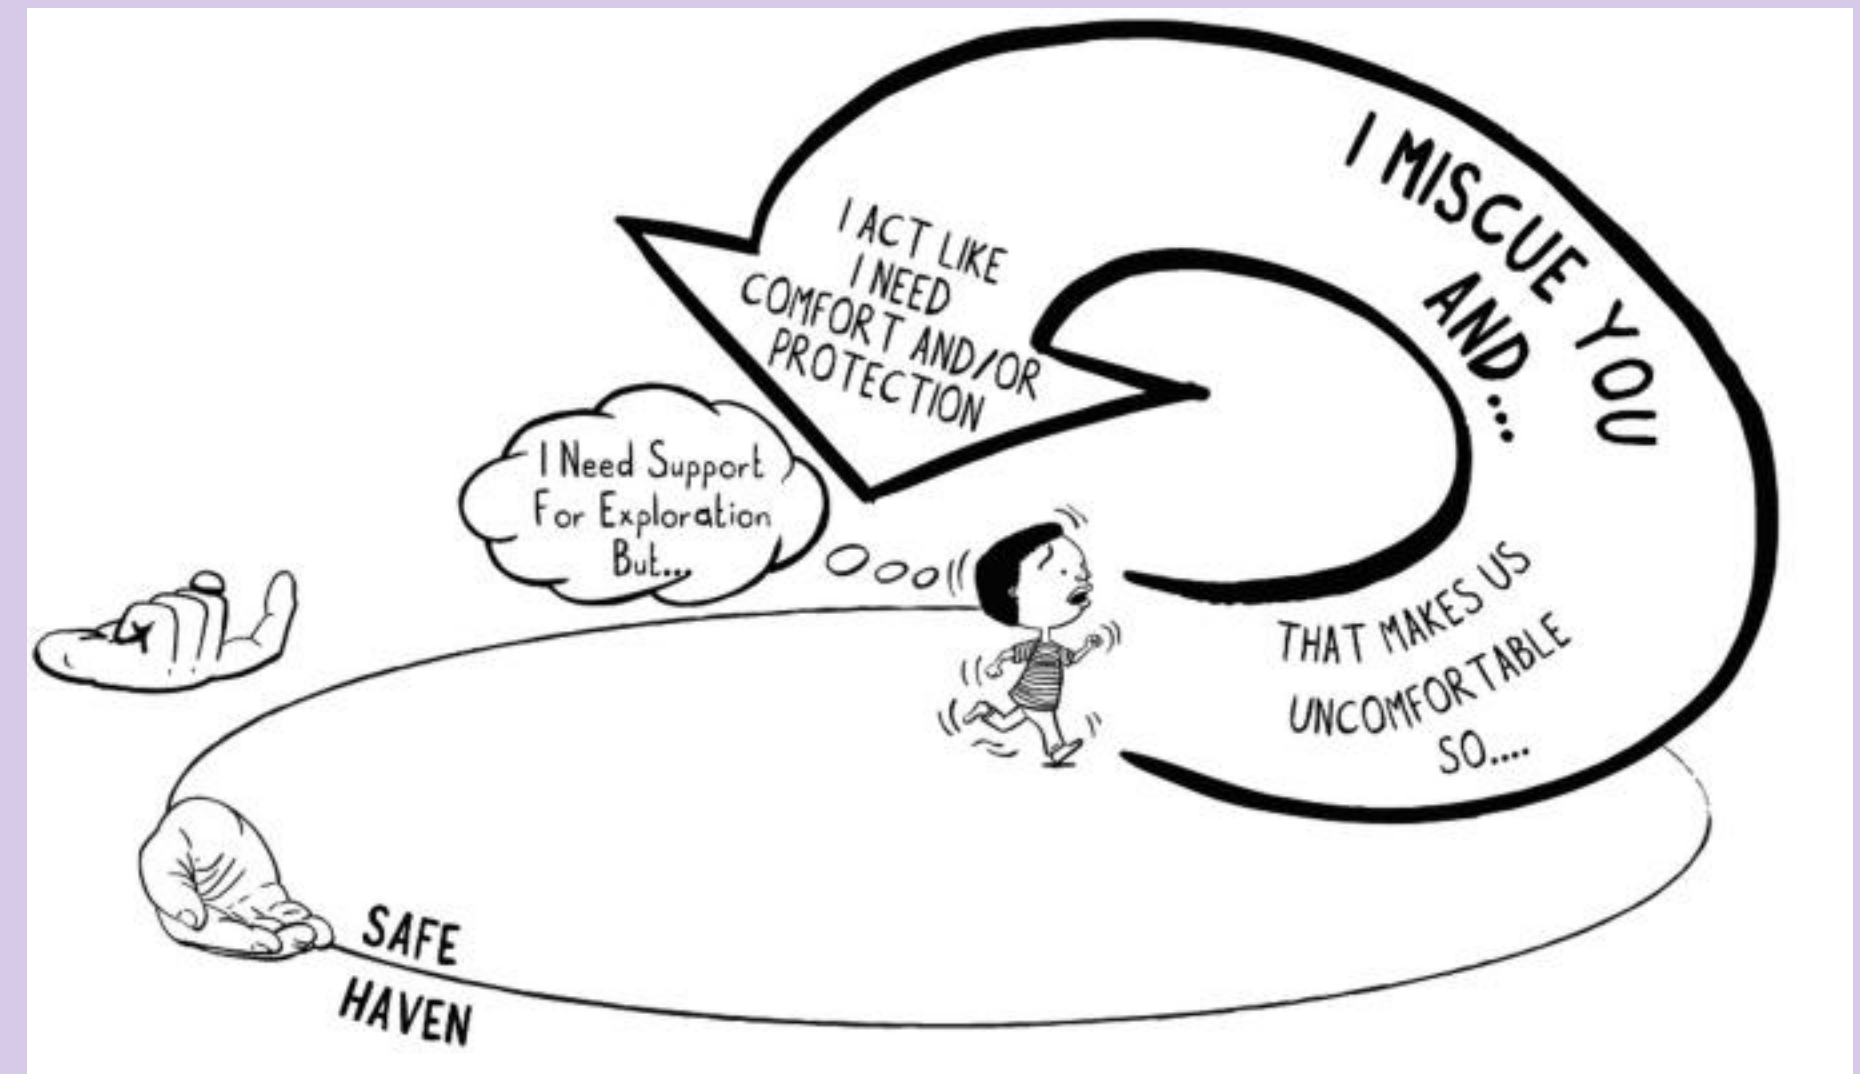 I Need Support
For Exploration
But...
THAT MAKES US
UNCOMFORTABLE
SO....
I MISCUE YOU
AND...
I ACT LIKE
I NEED
COMFORT AND/OR
PROTECTION
SAFE
HAVEN